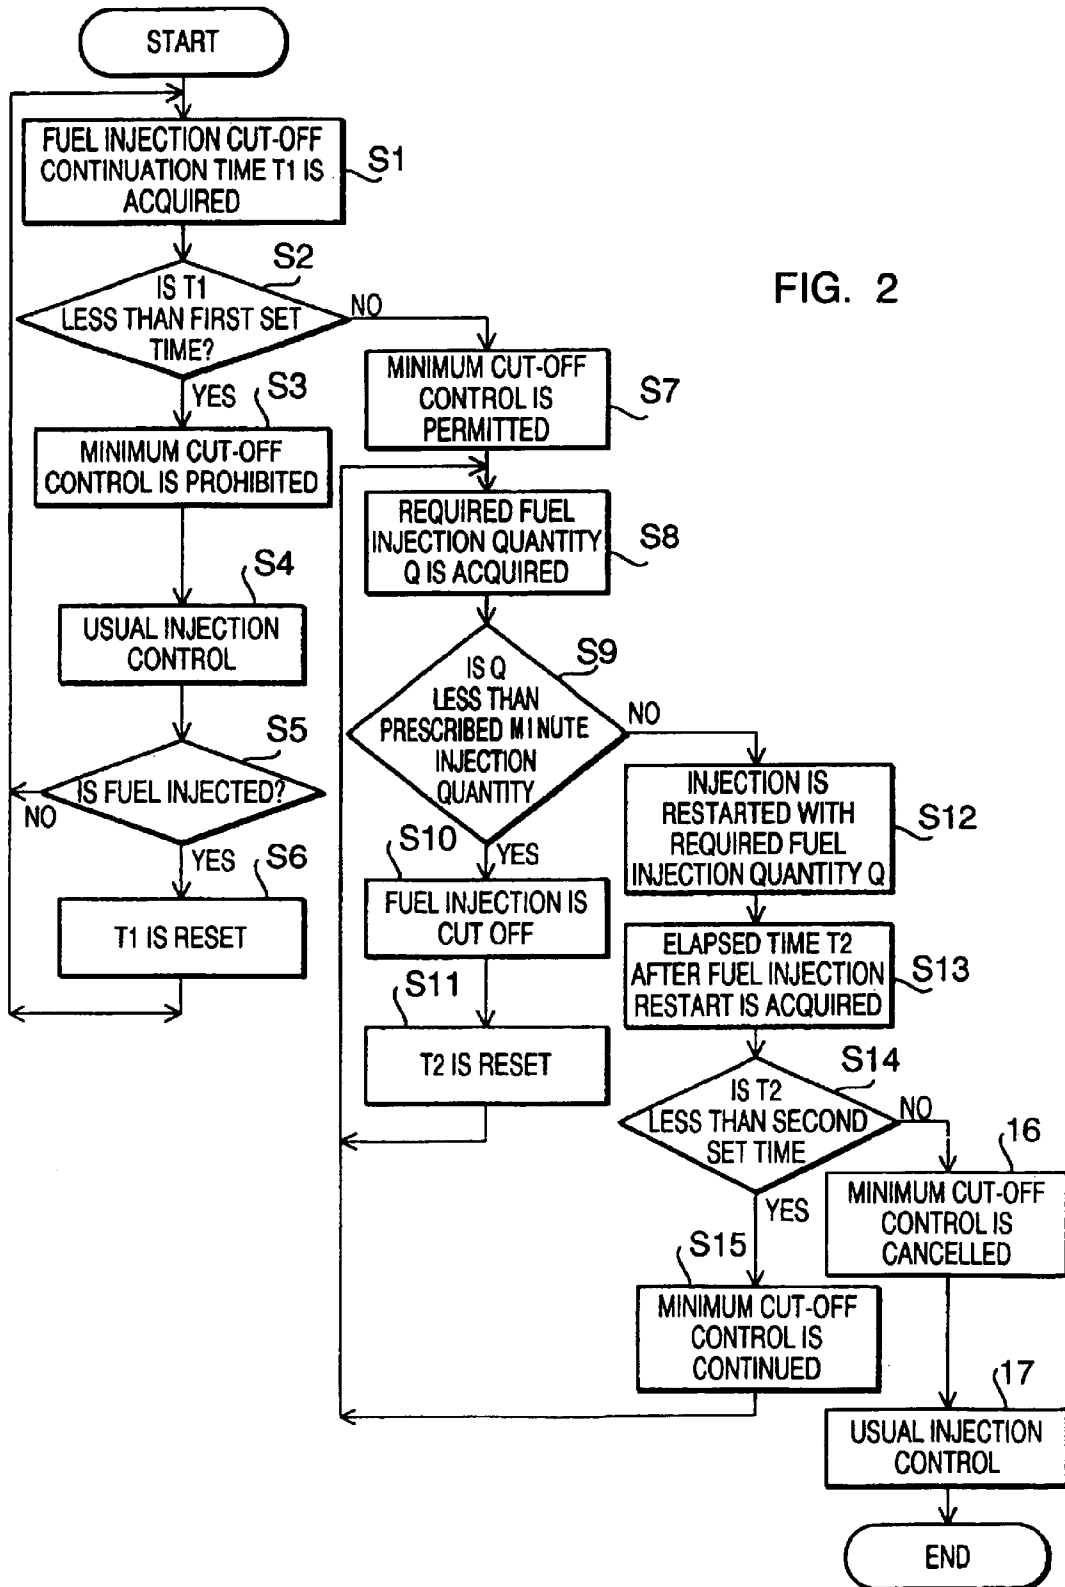 START
FUEL INJECTION CUT-OFF
CONTINUATION TIME T1 IS
ACQUIRED
S1
IS T1
LESS THAN FIRST SET
TIME?
S2
NO
YES
FIG. 2
MINIMUM CUT-OFF
CONTROL IS PROHIBITED
S3
USUAL INJECTION
CONTROL
S4
IS FUEL INJECTED?
S5
NO
YES
T1 IS RESET
S6
MINIMUM CUT-OFF
CONTROL IS
PERMITTED
S7
REQUIRED FUEL
INJECTION QUANTITY
Q IS ACQUIRED
S8
IS Q
LESS THAN
PRESCRIBED MINUTE
INJECTION
QUANTITY
S9
NO
YES
FUEL INJECTION IS
CUT OFF
S10
T2 IS RESET
S11
INJECTION IS
RESTARTED WITH
REQUIRED FUEL
INJECTION QUANTITY Q
S12
ELAPSED TIME T2
AFTER FUEL INJECTION
RESTART IS ACQUIRED
S13
IS T2
LESS THAN SECOND
SET TIME
S14
NO
YES
MINIMUM CUT-OFF
CONTROL IS
CONTINUED
S15
MINIMUM CUT-OFF
CONTROL IS
CANCELLED
16
USUAL INJECTION
CONTROL
17
END